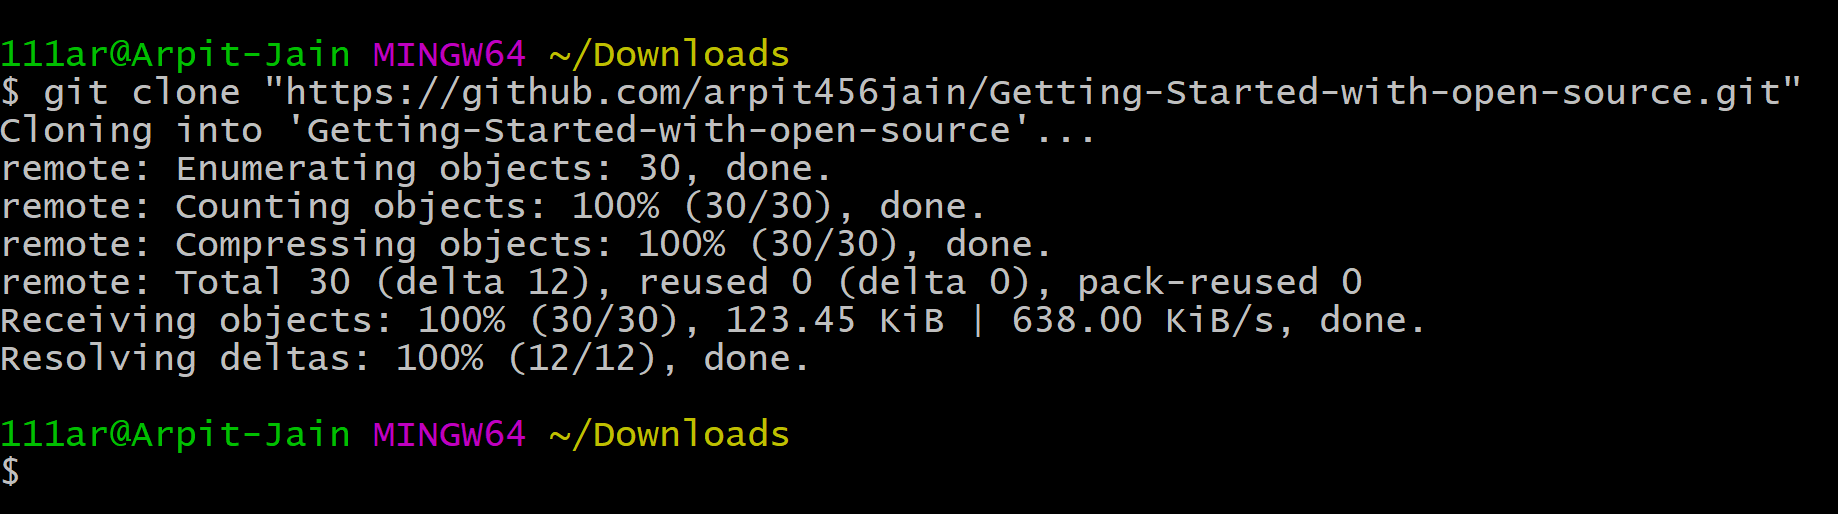 111ar@Arpit-Jain MINGW64 ~/Downloads
$ git clone "https://github.com/arpit456jain/Getting-Started-with-open-source.git"
Cloning into 'Getting-Started-with-open-source'...
remote: Enumerating objects: 30, done.
remote: Counting objects: 100% (30/30), done.
remote: Compressing objects: 100% (30/30), done.
remote: Total 30 (delta 12), reused 0 (delta 0), pack-reused 0
Receiving objects: 100% (30/30), 123.45 KiB | 638.00 KiB/s, done.
Resolving deltas: 100% (12/12), done.
111ar@Arpit-Jain MINGW64 ~/Downloads
$